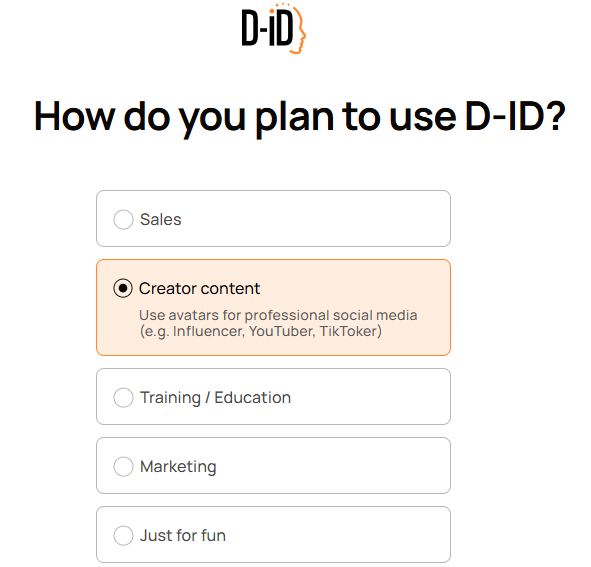 D-iD
How do you plan to use D-ID?
Sales
Creator content
Use avatars for professional social media
(e.g. Influencer, YouTuber, TikToker)
Training / Education
Marketing
Just for fun